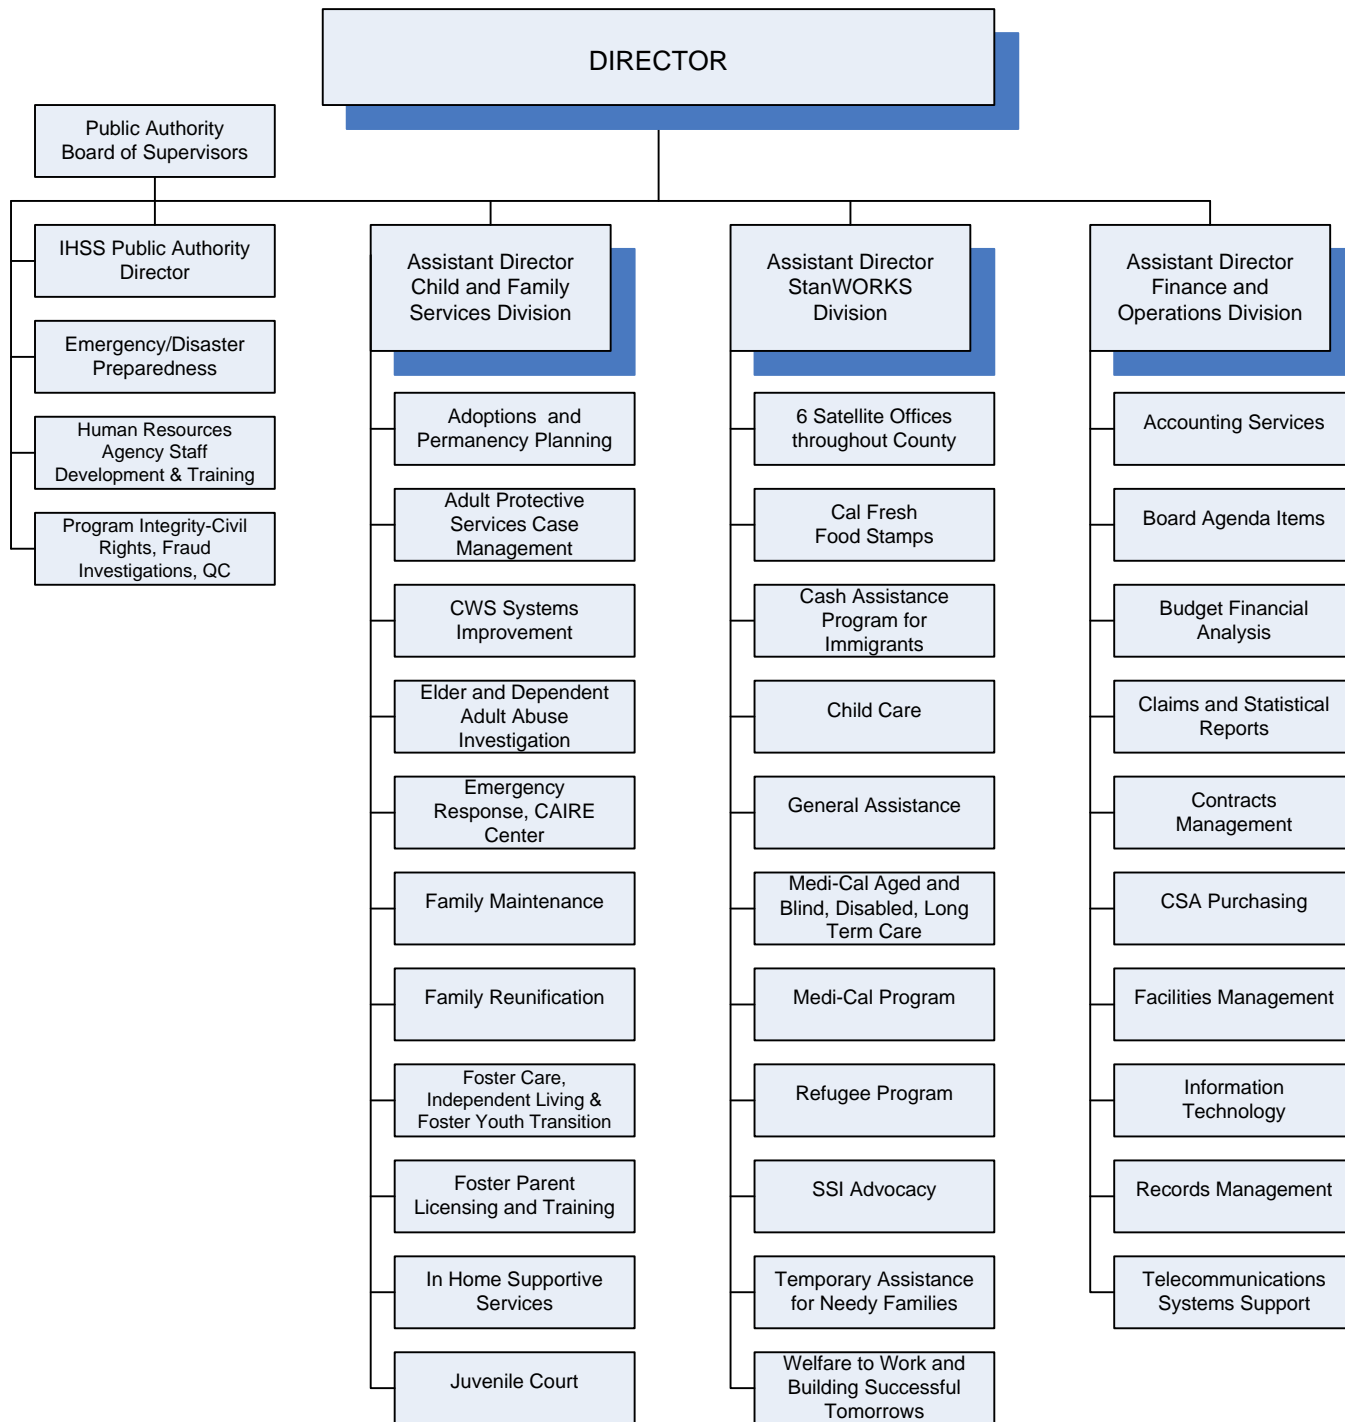 DIRECTOR
Public Authority
Board of Supervisors
IHSS Public Authority
Director
Emergency/Disaster
Preparedness
Human Resources
Agency Staff
Development & Training
Program Integrity-Civil
Rights, Fraud
Investigations, QC
Assistant Director
Child and Family
Services Division
Adoptions and
Permanency Planning
Adult Protective
Services Case
Management
CWS Systems
Improvement
Elder and Dependent
Adult Abuse
Investigation
Emergency
Response, CAIRE
Center
Family Maintenance
Family Reunification
Foster Care,
Independent Living &
Foster Youth Transition
Foster Parent
Licensing and Training
In Home Supportive
Services
Juvenile Court
Assistant Director
StanWORKS
Division
6 Satellite Offices
throughout County
Cal Fresh
Food Stamps
Cash Assistance
Program for
Immigrants
Child Care
General Assistance
Medi-Cal Aged and
Blind, Disabled, Long
Term Care
Medi-Cal Program
Refugee Program
SSI Advocacy
Temporary Assistance
for Needy Families
Welfare to Work and
Building Successful
Tomorrows
Assistant Director
Finance and
Operations Division
Accounting Services
Board Agenda Items
Budget Financial
Analysis
Claims and Statistical
Reports
Contracts
Management
CSA Purchasing
Facilities Management
Information
Technology
Records Management
Telecommunications
Systems Support